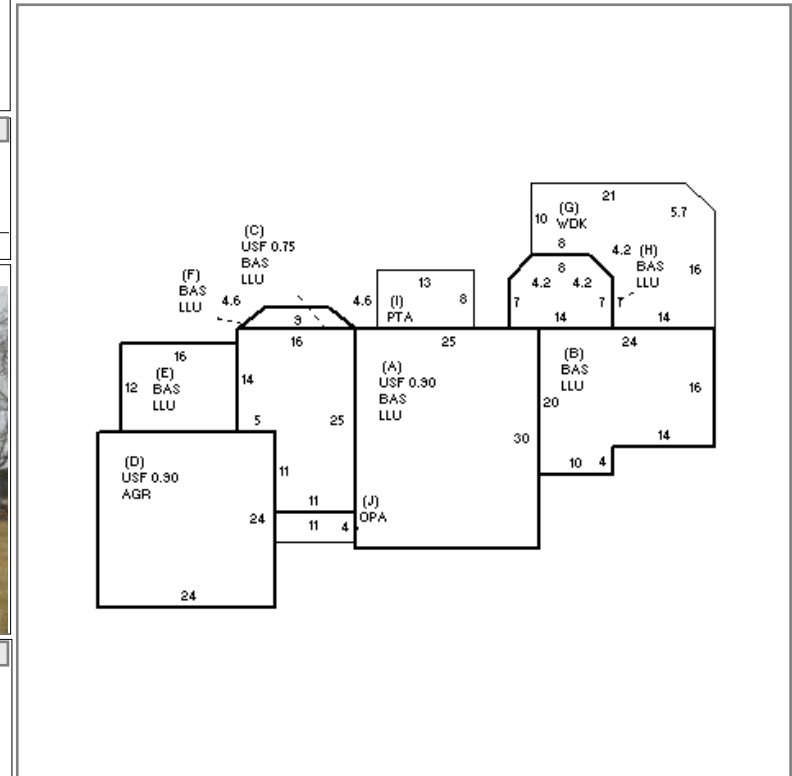 21
(G)
WDK
5.7
10
8
4.2
(H)
BAS
LLU
16
(C)
USF 0.75
BAS
LLU
(F)
BAS
LLU
4.6
4.6
9
13
8
(I)
PTA
8
4.2 4.2
7
7
7
14
14
16
(E)
BAS
LLU
12
16
14
5
25
11
11
25
(A)
USF 0.90
BAS
LLU
30
24
(B)
BAS
LLU
20
16
14
10 4
(D)
USF 0.90
AGR
24
24
11 4
(J)
OPA